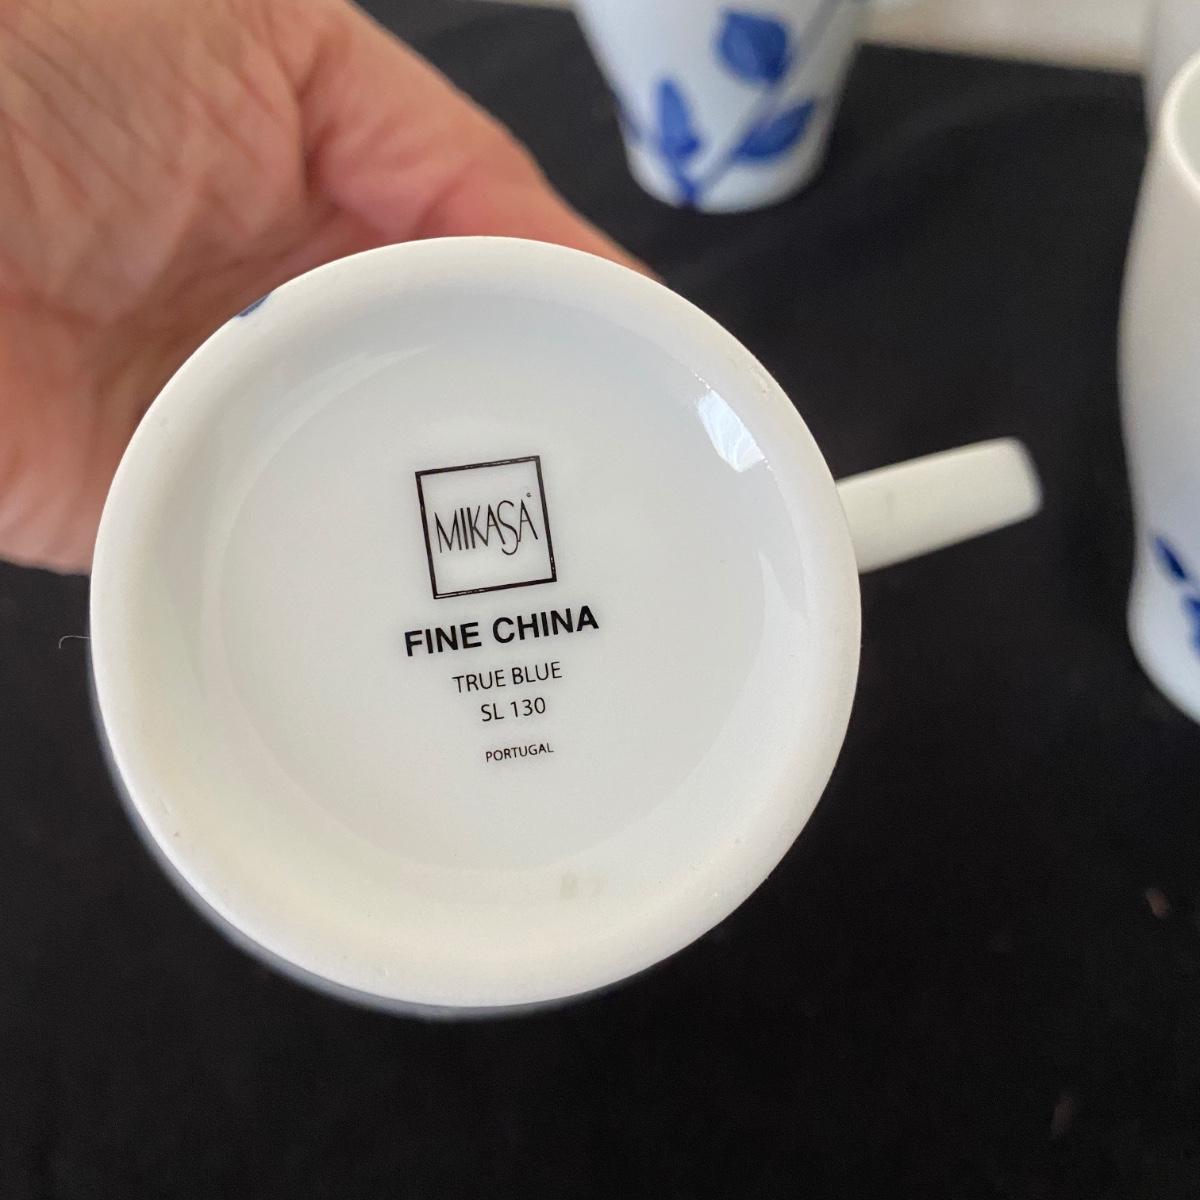 MIKASA
FINE CHINA
TRUE BLUE
SL 130
PORTUGAL